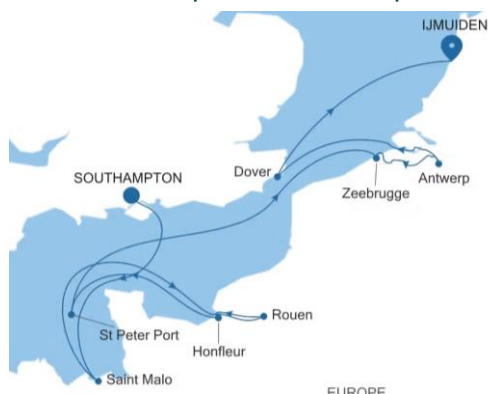 IJMUIDEN
Dover
Antwerp
Zeebrugge
SOUTHAMPTON
Rouen
St Peter Port
Honfleur
Saint Malo
EUROPE